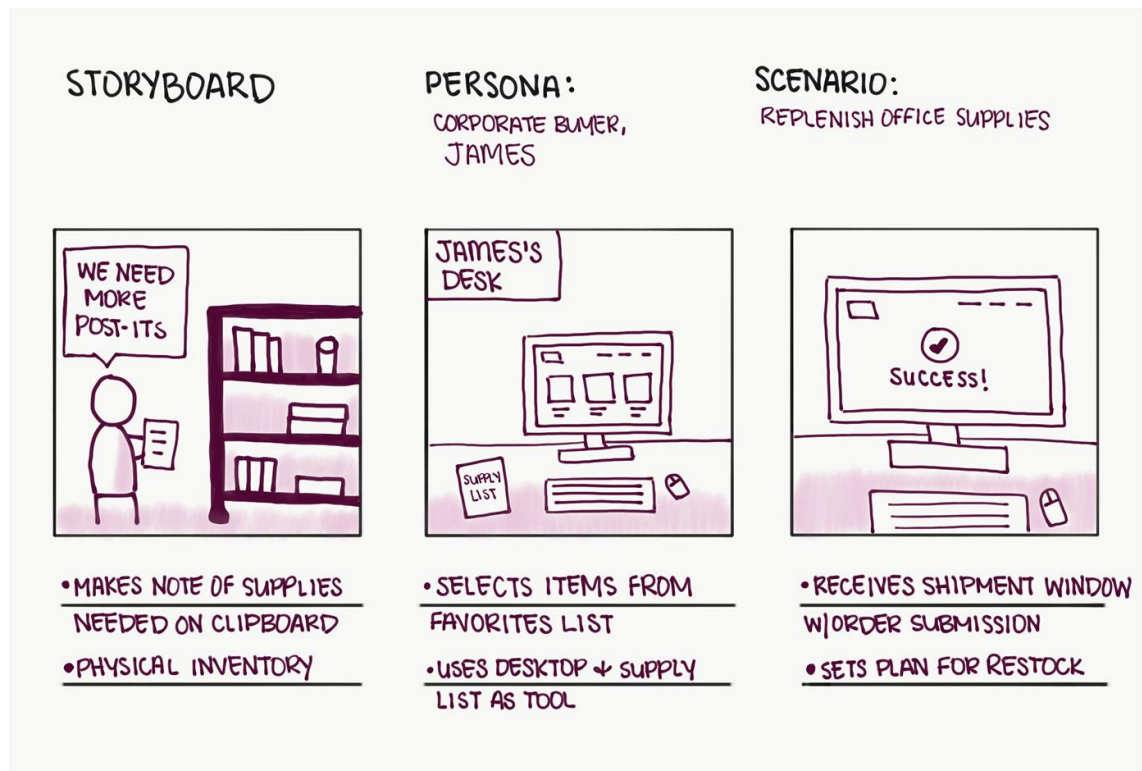 STORYBOARD
PERSONA:
CORPORATE BUYER,
JAMES
SCENARIO:
REPLENISH OFFICE SUPPLIES
WE NEED
MORE
POST-ITS
JAMES'S
DESK
SUPPLY
LIST
SUCCESS!
• MAKES NOTE OF SUPPLIES
NEEDED ON CLIPBOARD
• PHYSICAL INVENTORY
• SELECTS ITEMS FROM
FAVORITES LIST
• USES DESKTOP + SUPPLY
LIST AS TOOL
• RECEIVES SHIPMENT WINDOW
W/ORDER SUBMISSION
• SETS PLAN FOR RESTOCK